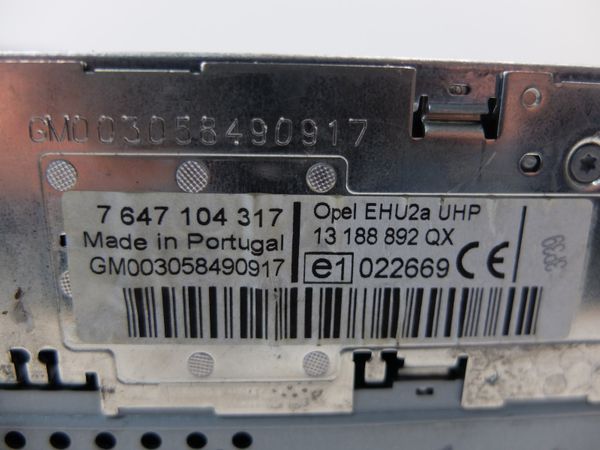 GM003058490917
7 647 104 317
Made in Portugal
GM003058490917
Opel EHU2a UHP
13 188 892 QX
e1 022669 CE